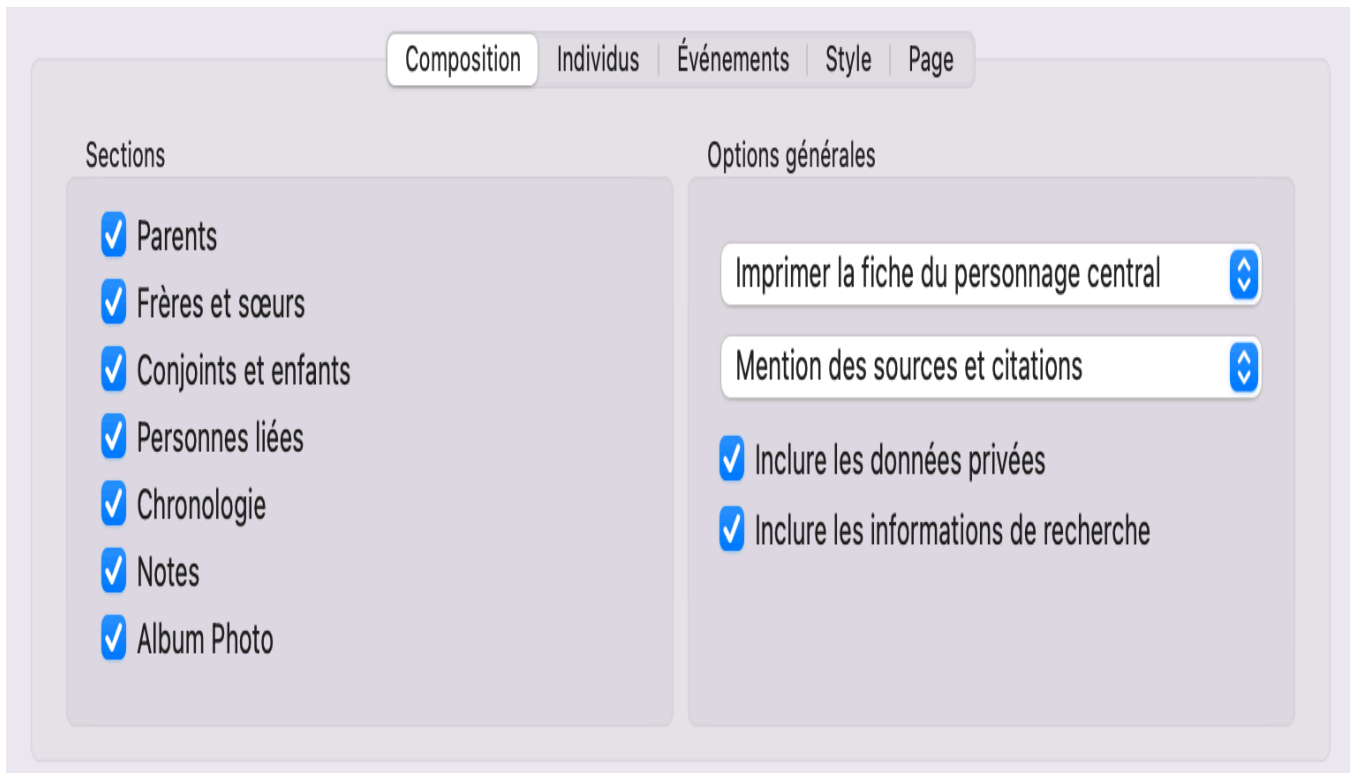 Composition Individus Événements Style Page
Sections
Parents
Frères et sœurs
Conjoints et enfants
Personnes liées
Chronologie
Notes
Album Photo
Options générales
Imprimer la fiche du personnage central
Mention des sources et citations
Inclure les données privées
Inclure les informations de recherche